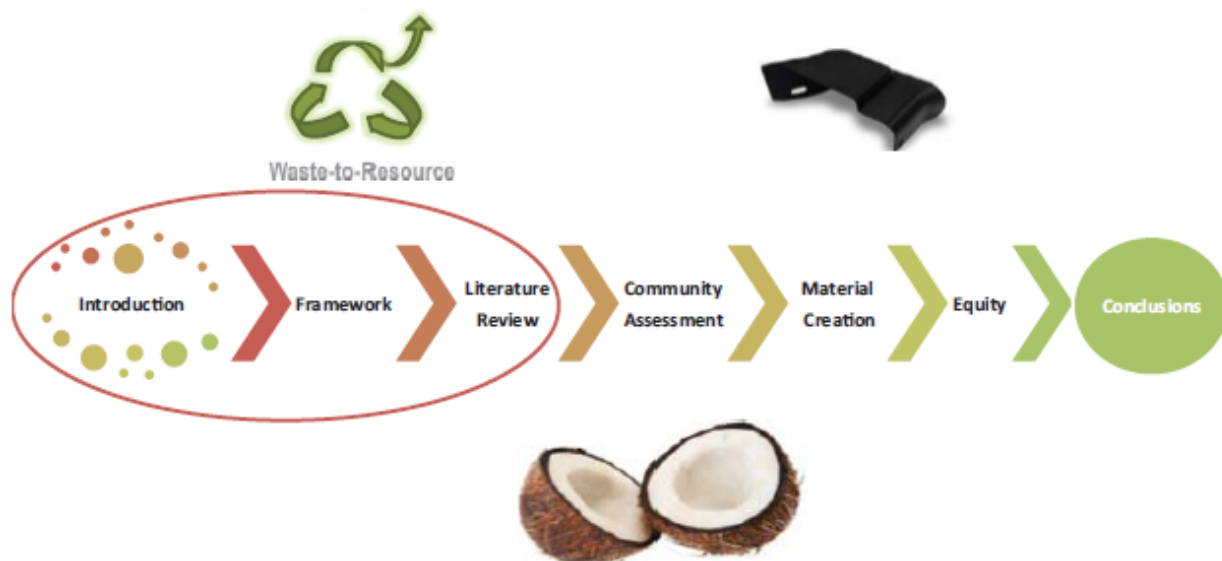 Waste-to-Resource
Introduction
Framework
Literature
Review
Community
Assessment
Material
Creation
Equity
Conclusions